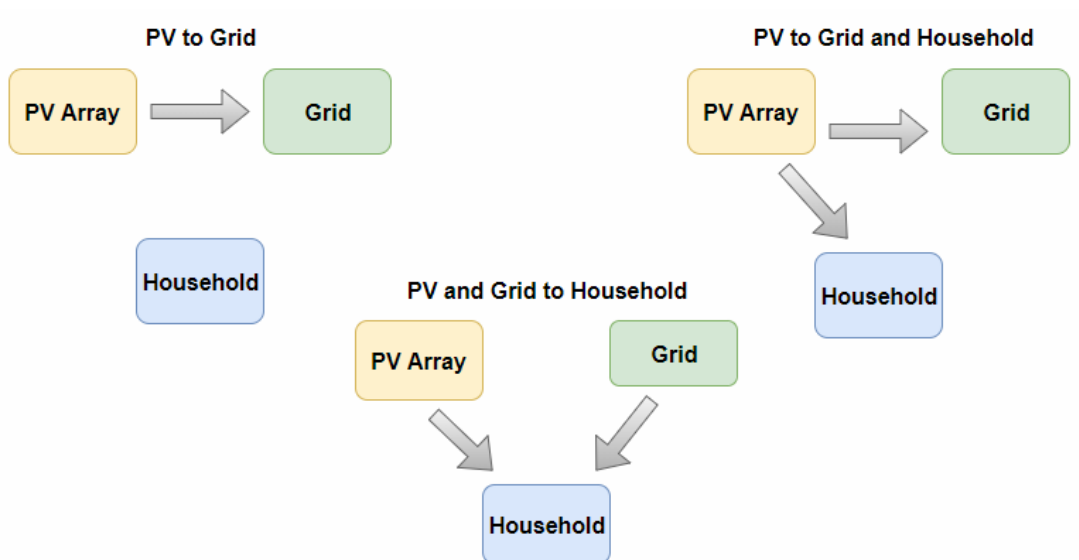 PV to Grid
PV Array
Grid
Household
PV to Grid and Household
PV Array
Grid
Household
PV and Grid to Household
PV Array
Grid
Household